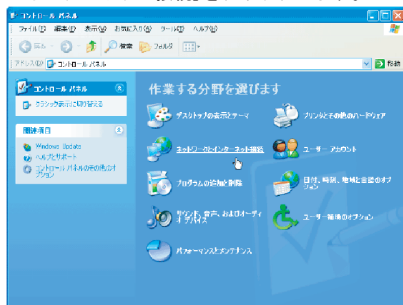 コントロール パネル
ファイル(F) 編集(E) 表示(V) お気に入り(A) ツール(T) ヘルプ(H)
戻る 検索 フォルダ
アドレス(D) コントロール パネル 移動
コントロール パネル
クラシック表示に切り替える
関連項目
Windows Update
ヘルプとサポート
コントロール パネルのその他のオプション
作業する分野を選びます
デスクトップの表示とテーマ
プリンタとその他のハードウェア
ネットワークとインターネット接続
ユーザー アカウント
プログラムの追加と削除
日付、時刻、地域と言語のオプション
サウンド、音声、およびオーディオ デバイス
ユーザー補助のオプション
パフォーマンスとメンテナンス